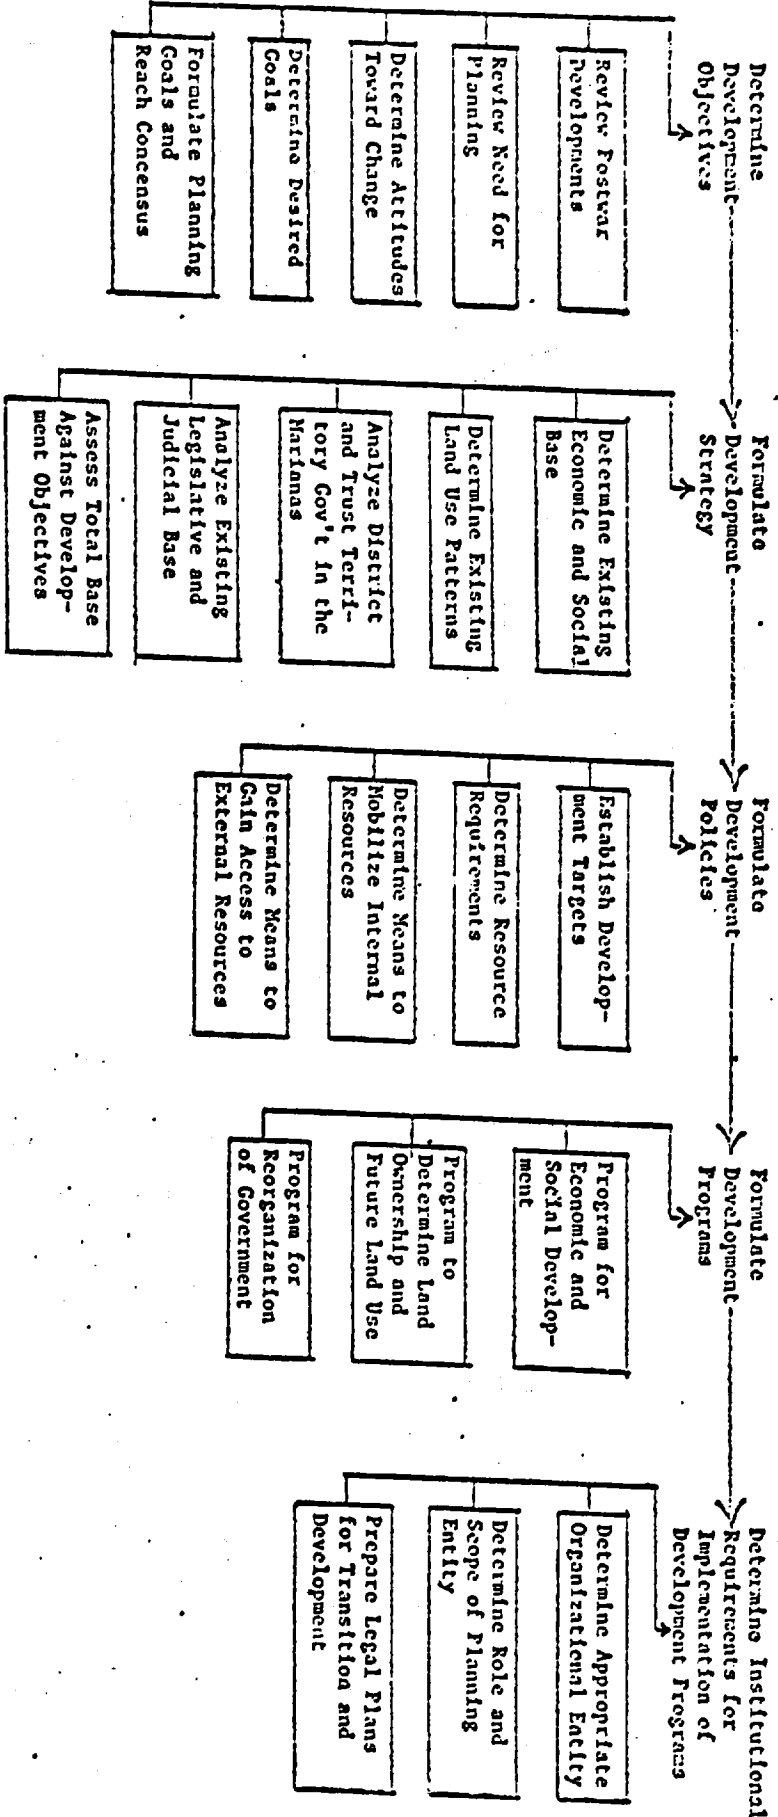 Determine
Development
Objectives
Review Postwar
Developments
Review Need for
Planning
Determine Attitudes
Toward Change
Determine Desired
Goals
Formulate Planning
Goals and
Reach Concensus
Formulate
Development
Strategy
Determine Existing
Economic and Social
Base
Determine Existing
Land Use Patterns
Analyze District
and Trust Terri-
tory Gov't in the
Marianas
Analyze Existing
Legislative and
Judicial Base
Assess Total Base
Against Develop-
ment Objectives
Formulate
Development
Policies
Establish Develop-
ment Targets
Determine Resource
Requirements
Determine Means to
Mobilize Internal
Resources
Determine Means to
Gain Access to
External Resources
Formulate
Development
Programs
Program for
Economic and
Social Develop-
ment
Program to
Determine Land
Ownership and
Future Land Use
Program for
Reorganization
of Government
Determine Institutional
Requirements for
Implementation of
Development Programs
Determine Appropriate
Organizational Entity
Determine Role and
Scope of Planning
Entity
Prepare Legal Plans
for Transition and
Development